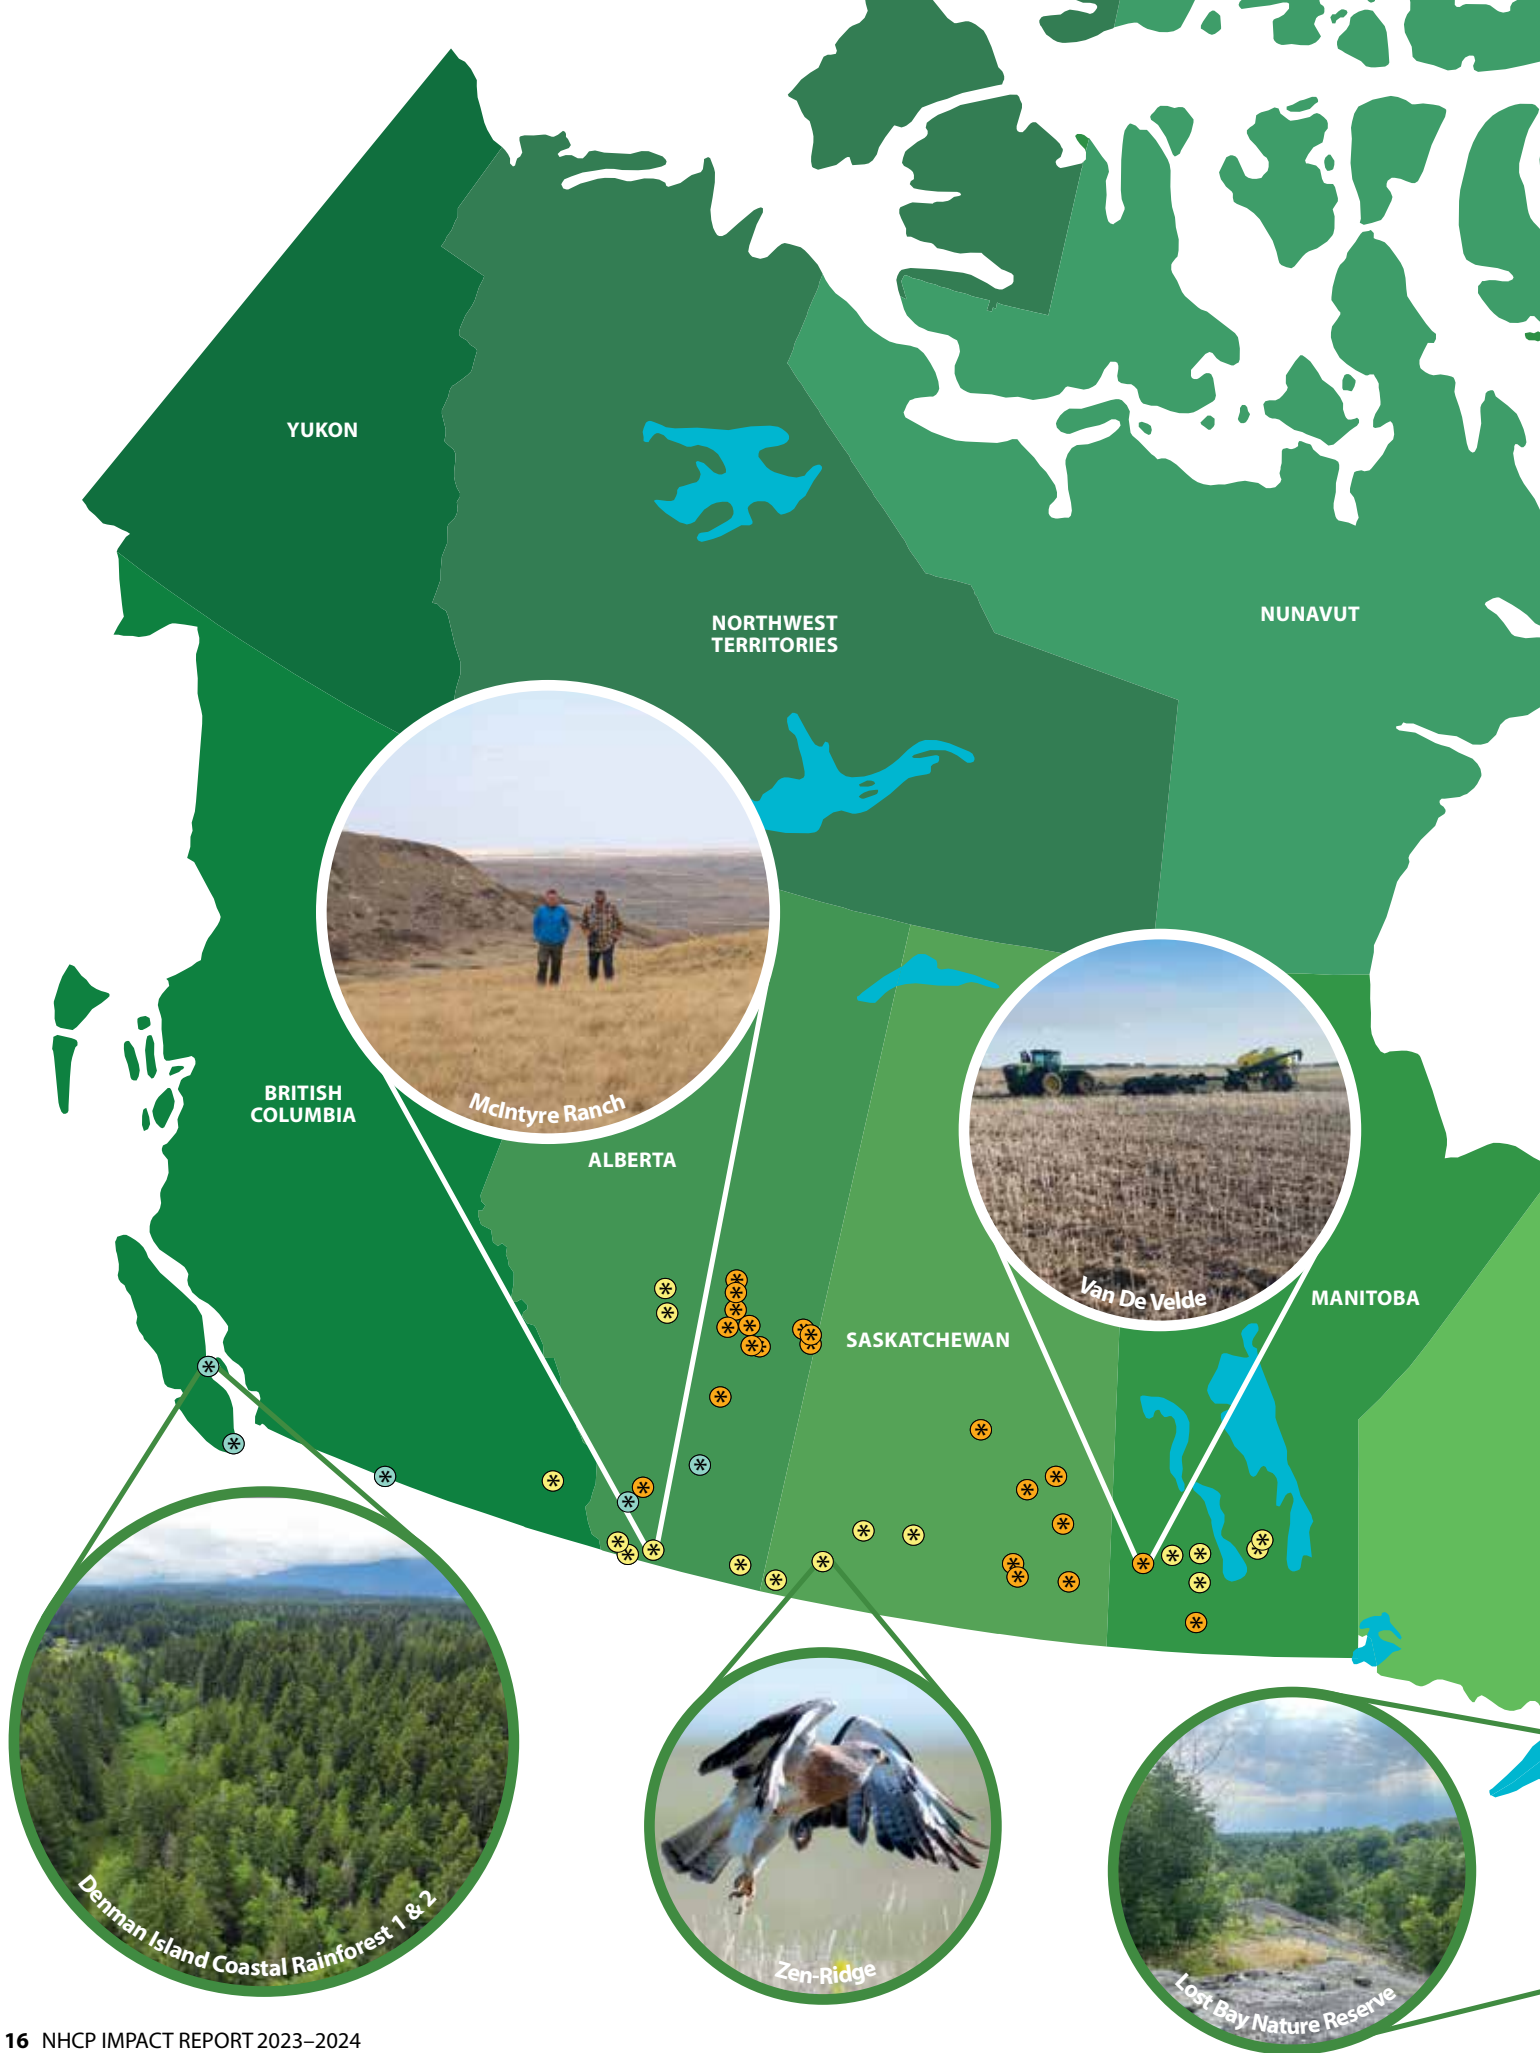 YUKON
NORTHWEST
TERRITORIES
NUNAVUT
BRITISH
COLUMBIA
McIntyre Ranch
ALBERTA
Van De Velde
MANITOBA
SASKATCHEWAN
Denman Island Coastal Rainforest 1 & 2
Zen-Ridge
Lost Bay Nature Reserve
16 NHCP IMPACT REPORT 2023–2024